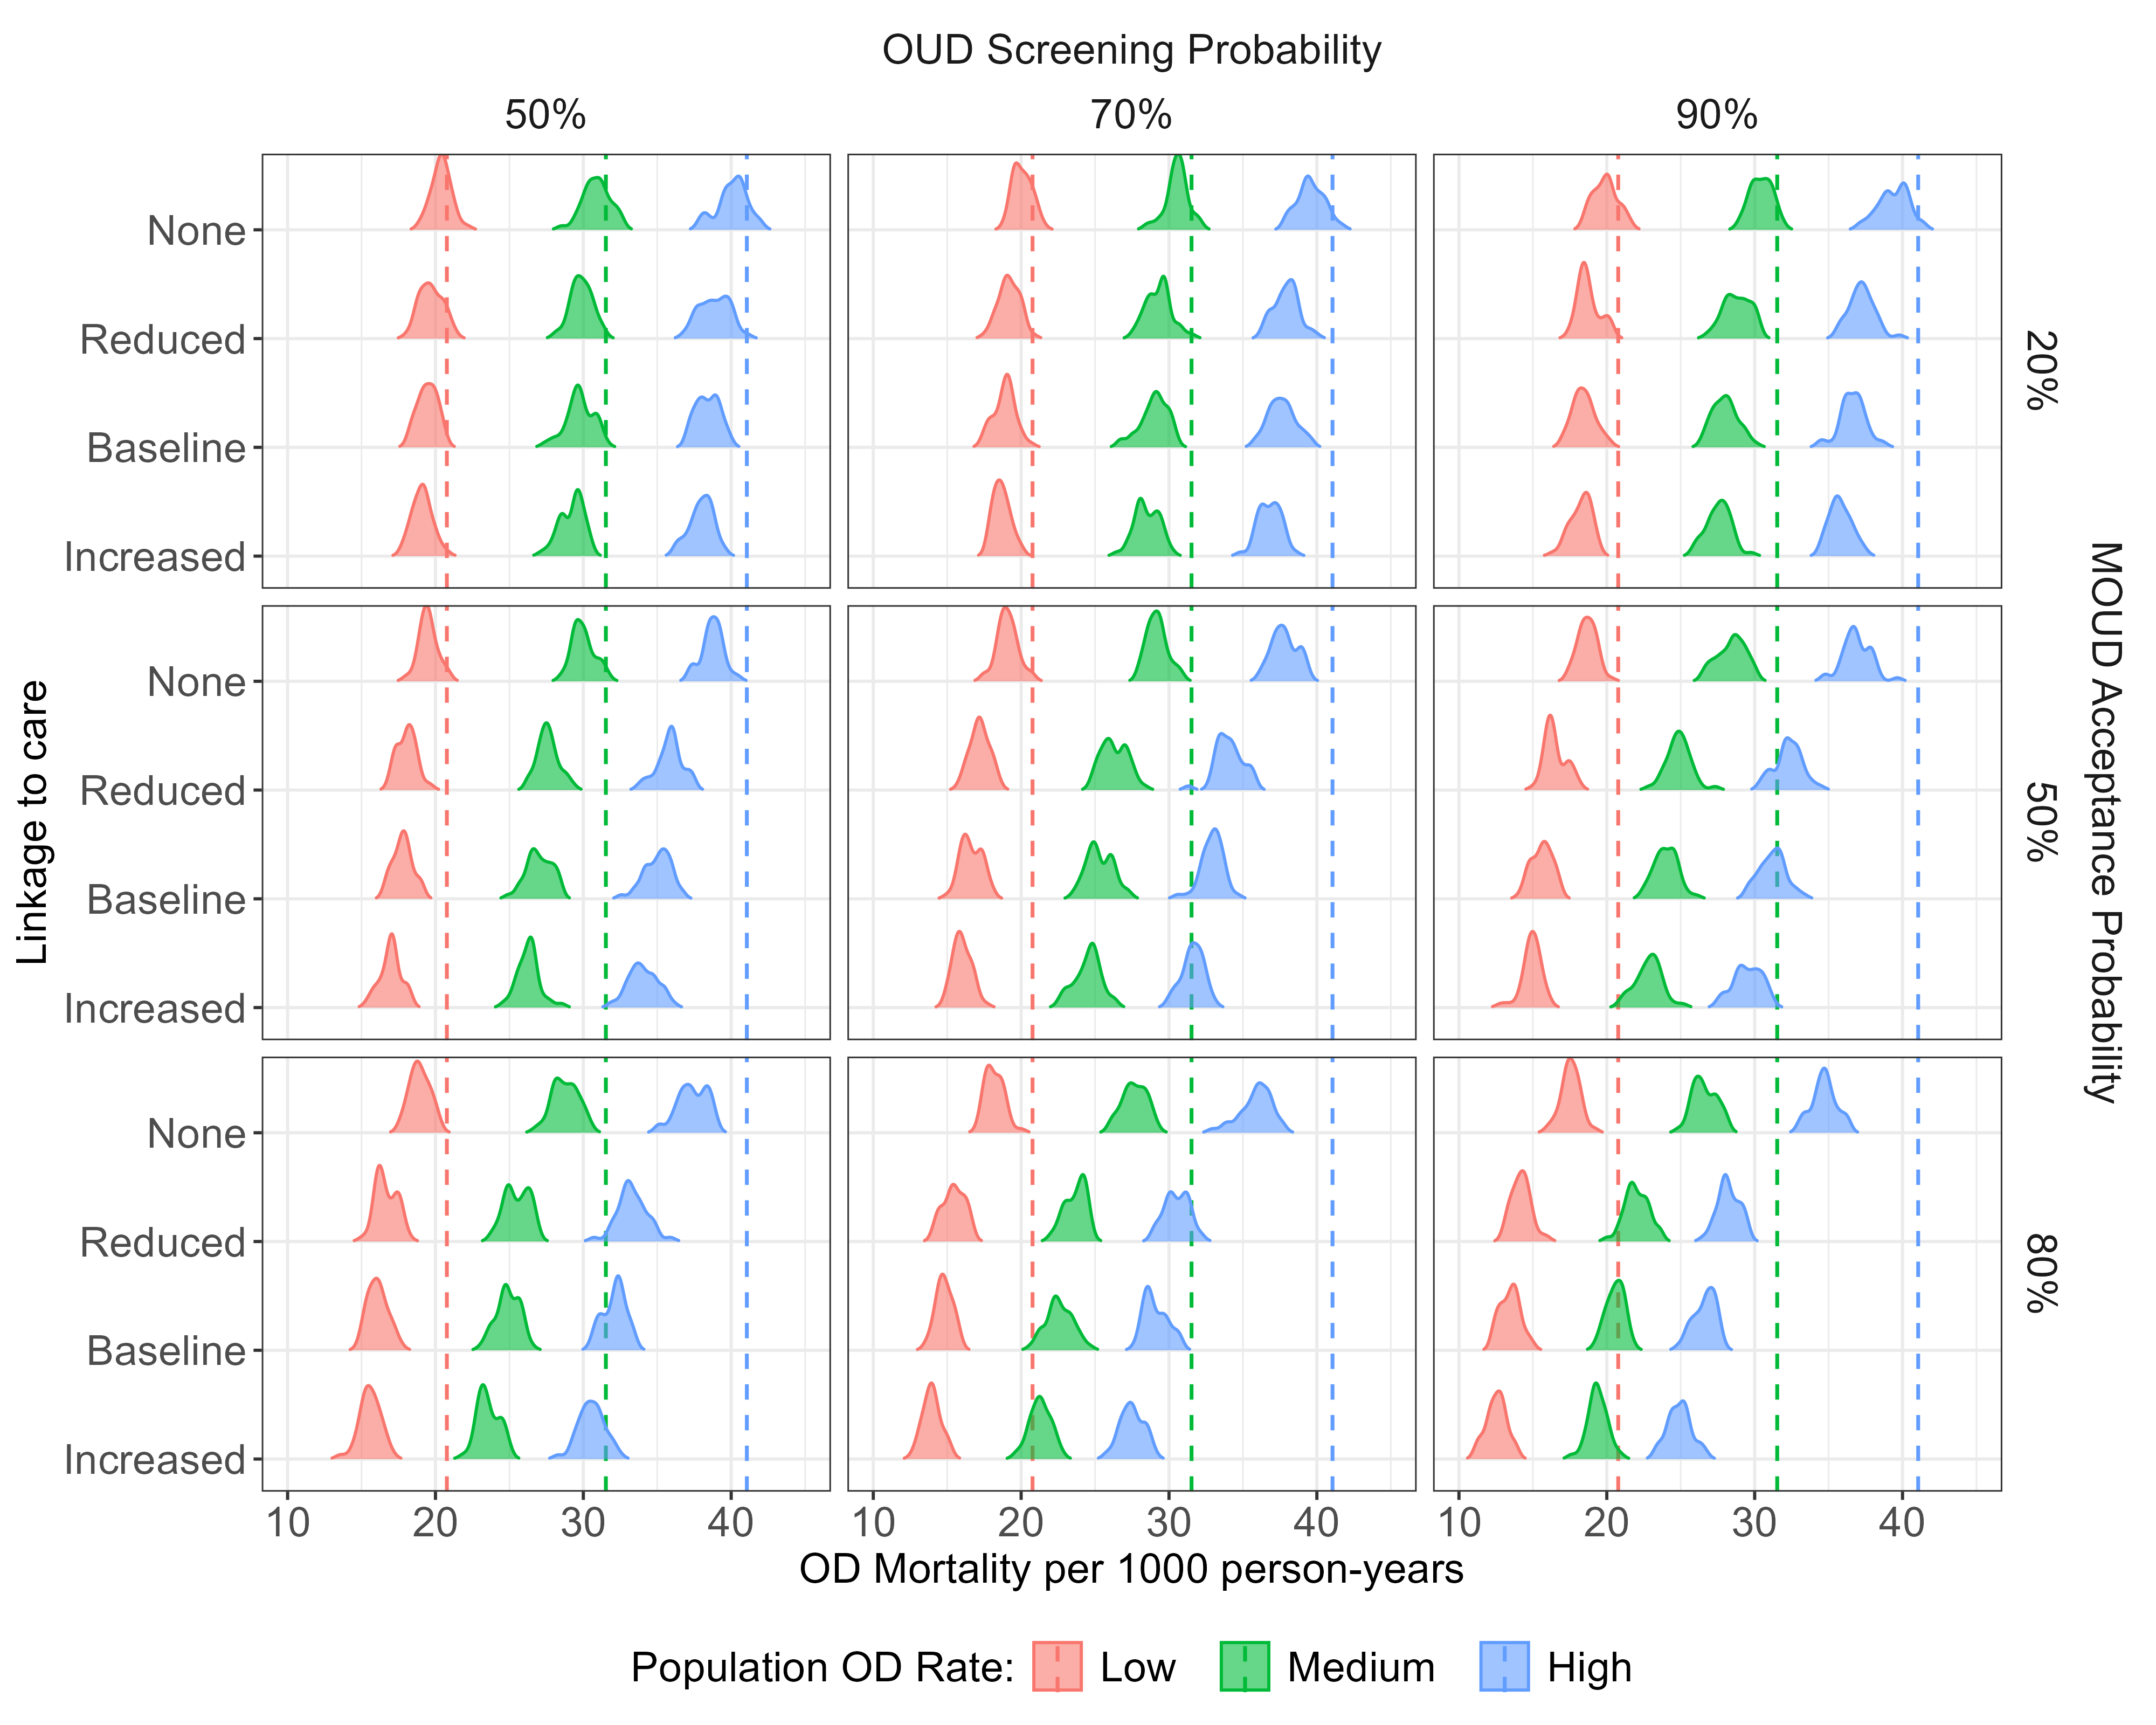 OUD Screening Probability
50% 70% 90%
None
Reduced
Baseline
Increased
20%
None
Reduced
Baseline
Increased
50%
None
Reduced
Baseline
Increased
80%
Linkage to care
MOUD Acceptance Probability
10 20 30 40 10 20 30 40 10 20 30 40
OD Mortality per 1000 person-years
Population OD Rate: Low Medium High